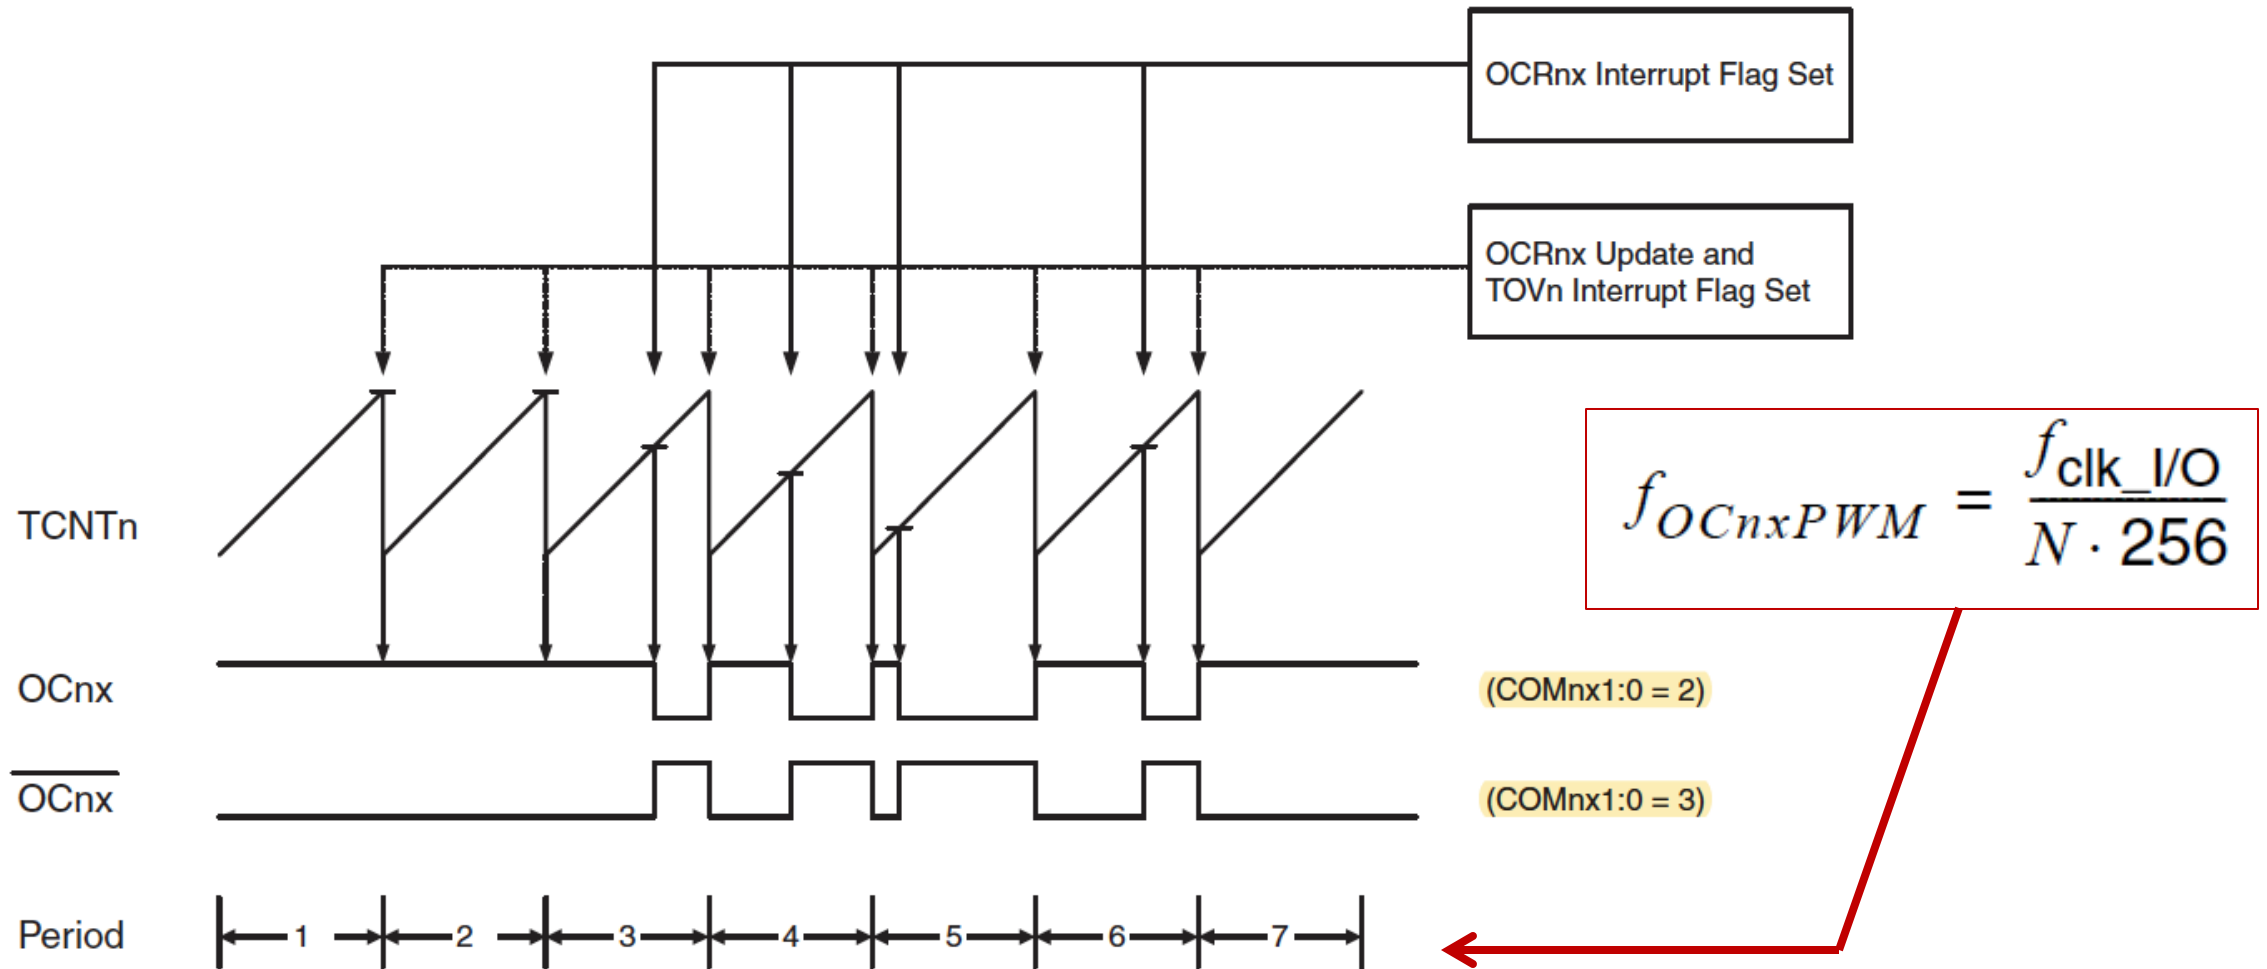 OCRnx Interrupt Flag Set
OCRnx Update and
TOVn Interrupt Flag Set
TCNTn
f_OCnxPWM = f_clk_I/O / (N · 256)
OCnx (COMnx1:0 = 2)
O̅C̅n̅x̅ (COMnx1:0 = 3)
Period 1 2 3 4 5 6 7